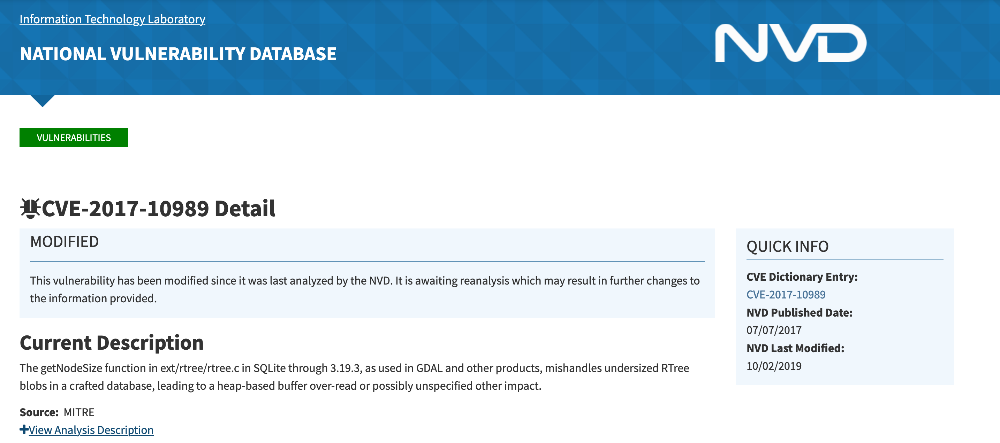 Information Technology Laboratory
NATIONAL VULNERABILITY DATABASE
NVD
VULNERABILITIES
CVE-2017-10989 Detail
MODIFIED
This vulnerability has been modified since it was last analyzed by the NVD. It is awaiting reanalysis which may result in further changes to
the information provided.
Current Description
The getNodeSize function in ext/rtree/rtree.c in SQLite through 3.19.3, as used in GDAL and other products, mishandles undersized RTree
blobs in a crafted database, leading to a heap-based buffer over-read or possibly unspecified other impact.
Source: MITRE
View Analysis Description
QUICK INFO
CVE Dictionary Entry:
CVE-2017-10989
NVD Published Date:
07/07/2017
NVD Last Modified:
10/02/2019